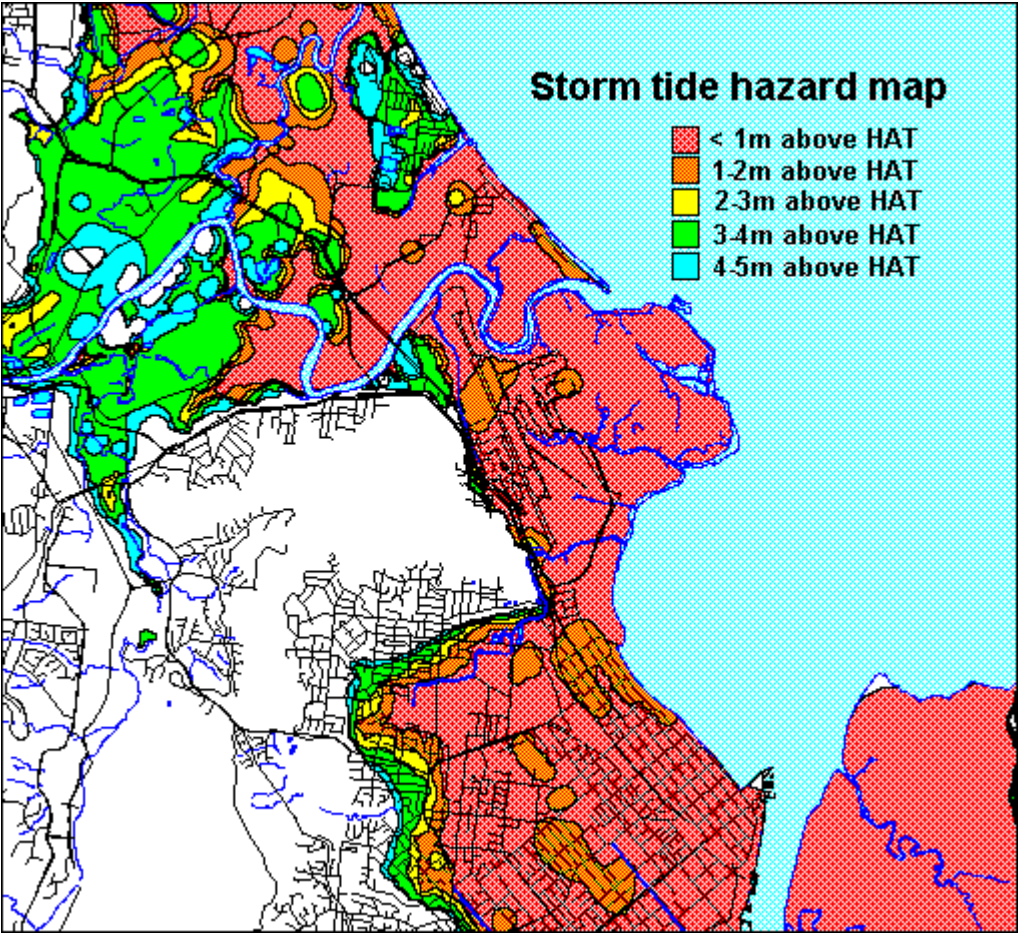 Storm tide hazard map
< 1m above HAT
1-2m above HAT
2-3m above HAT
3-4m above HAT
4-5m above HAT